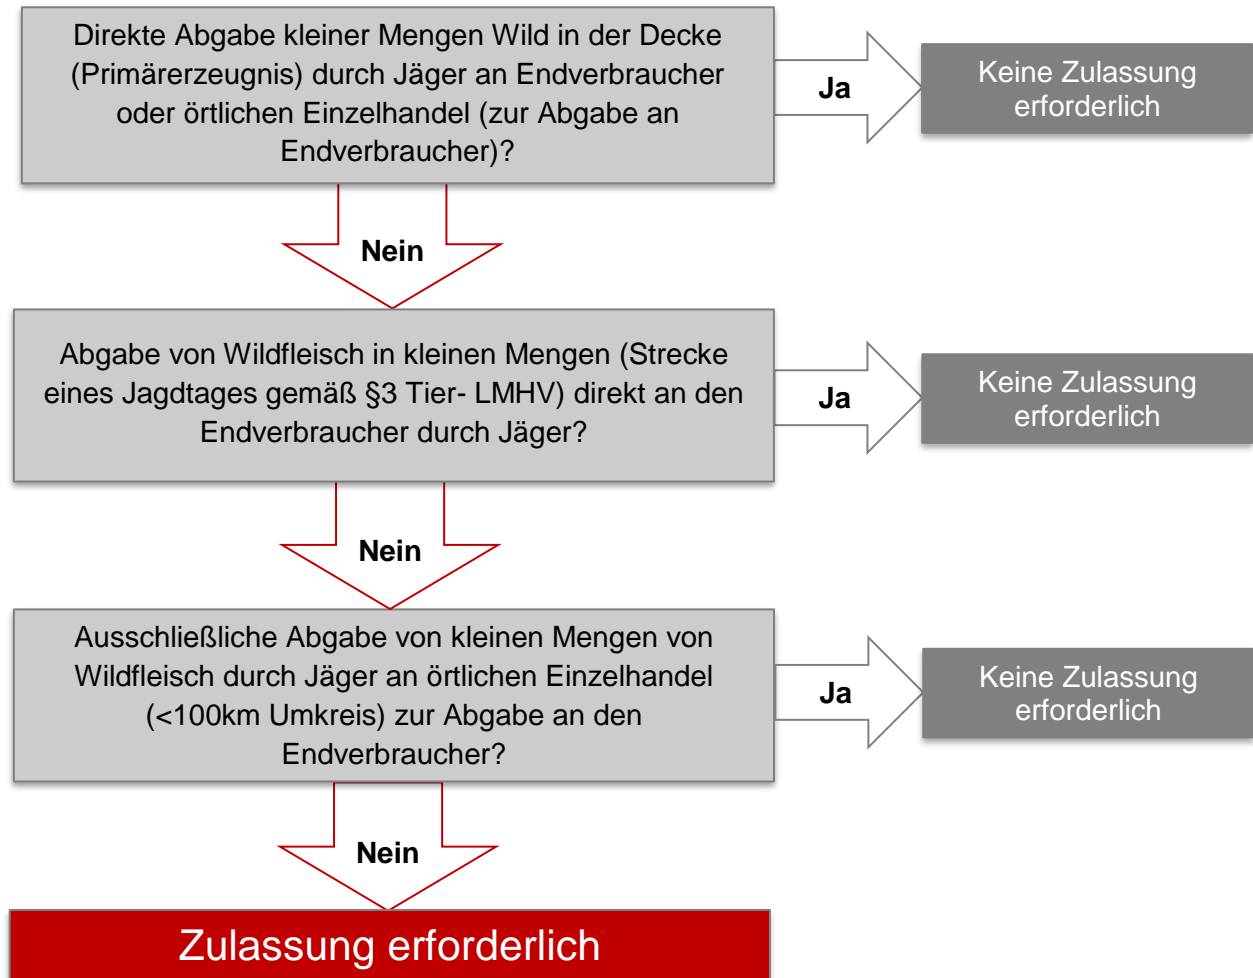 Direkte Abgabe kleiner Mengen Wild in der Decke
(Primärerzeugnis) durch Jäger an Endverbraucher
oder örtlichen Einzelhandel (zur Abgabe an
Endverbraucher)?
Ja
Keine Zulassung
erforderlich
Nein
Abgabe von Wildfleisch in kleinen Mengen (Strecke
eines Jagdtages gemäß §3 Tier- LMHV) direkt an den
Endverbraucher durch Jäger?
Ja
Keine Zulassung
erforderlich
Nein
Ausschließliche Abgabe von kleinen Mengen von
Wildfleisch durch Jäger an örtlichen Einzelhandel
(<100km Umkreis) zur Abgabe an den
Endverbraucher?
Ja
Keine Zulassung
erforderlich
Nein
Zulassung erforderlich